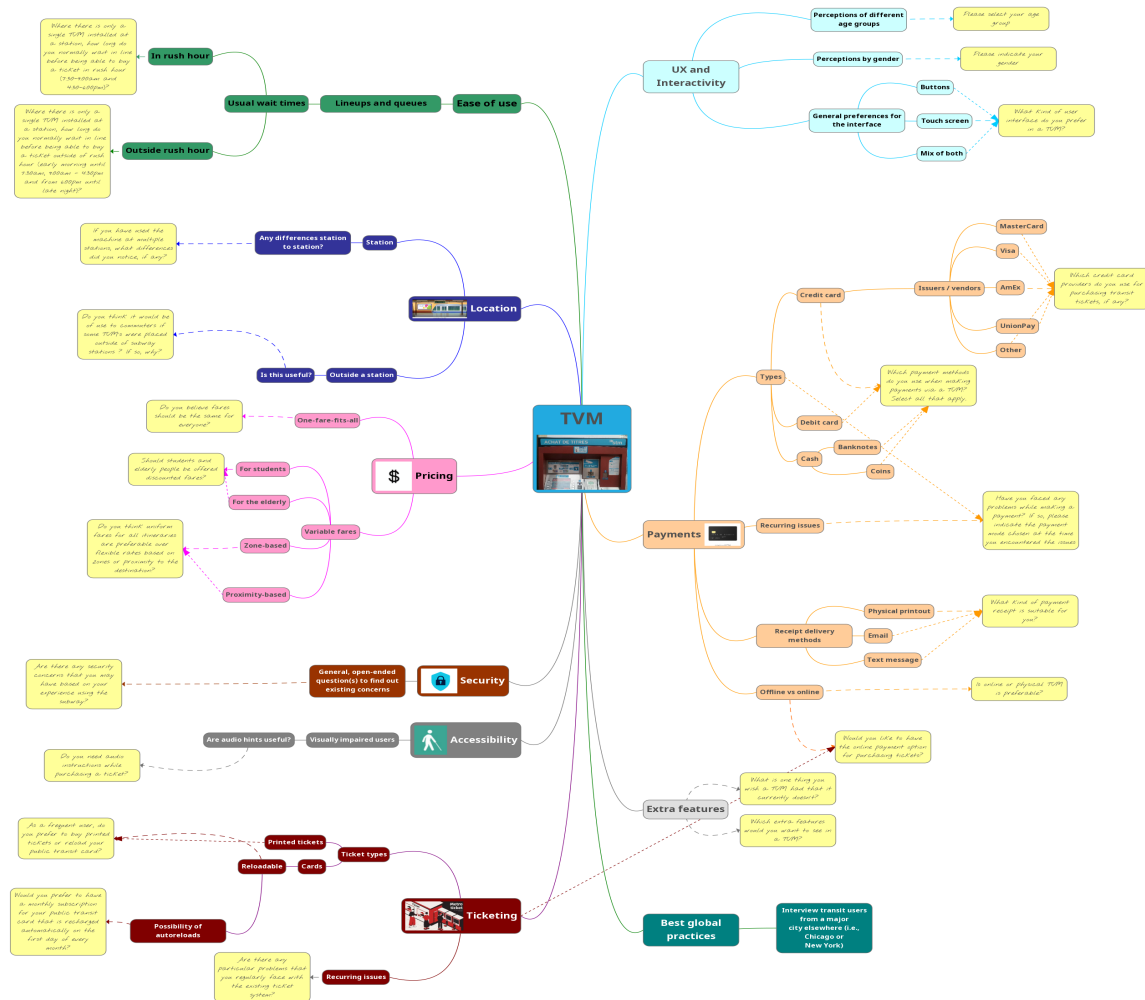 TVM
ACHAT DE TITRES
UX and
Interactivity
Perceptions of different
age groups
Please select your age
group
Perceptions by gender
Please indicate your
gender
General preferences for
the interface
Buttons
Touch screen
Mix of both
What kind of user
interface do you prefer
in a TVM?
Payments
Types
Credit card
Issuers / vendors
MasterCard
Visa
AmEx
UnionPay
Other
Which credit card
providers do you use for
purchasing transit
tickets, if any?
Debit card
Cash
Banknotes
Coins
Which payment methods
do you use when making
payments via a TVM?
Select all that apply.
Recurring issues
Have you faced any
problems while making a
payment? If so, please
indicate the payment
mode chosen at the time
you encountered the issues
Receipt delivery
methods
Physical printout
Email
Text message
What kind of payment
receipt is suitable for
you?
Offline vs online
Is online or physical TVM
is preferable?
Would you like to have
the online payment option
for purchasing tickets?
Extra features
What is one thing you
wish a TVM had that it
currently doesn't?
Which extra features
would you want to see in
a TVM?
Best global
practices
Interview transit users
from a major
city elsewhere (i.e.,
Chicago or
New York)
Ease of use
Lineups and queues
Usual wait times
In rush hour
Where there is only a
single TVM installed at
a station, how long do
you normally wait in line
before being able to buy
a ticket in rush hour
(7:30-9:00am and
4:30-6:00pm)?
Outside rush hour
Where there is only a
single TVM installed at
a station, how long do
you normally wait in line
before being able to buy
a ticket outside of rush
hour (early morning until
7:30am, 9:00am - 4:30pm
and from 6:00pm until
late night)?
Location
Station
Any differences station
to station?
If you have used the
machine at multiple
stations, what differences
did you notice, if any?
Outside a station
Is this useful?
Do you think it would be
of use to commuters if
some TVMs were placed
outside of subway
stations? If so, why?
$
Pricing
One-fare-fits-all
Do you believe fares
should be the same for
everyone?
Variable fares
For students
For the elderly
Should students and
elderly people be offered
discounted fares?
Zone-based
Proximity-based
Do you think uniform
fares for all itineraries
are preferable over
flexible rates based on
zones or proximity to the
destination?
Security
General, open-ended
question(s) to find out
existing concerns
Are there any security
concerns that you may
have based on your
experience using the
subway?
Accessibility
Visually impaired users
Are audio hints useful?
Do you need audio
instructions while
purchasing a ticket?
Metro
ticket
Ticketing
Ticket types
Printed tickets
Cards
Reloadable
As a frequent user, do
you prefer to buy printed
tickets or reload your
public transit card?
Possibility of
autoreloads
Would you prefer to have
a monthly subscription
for your public transit
card that is recharged
automatically on the
first day of every
month?
Recurring issues
Are there any
particular problems that
you regularly face with
the existing ticket
system?